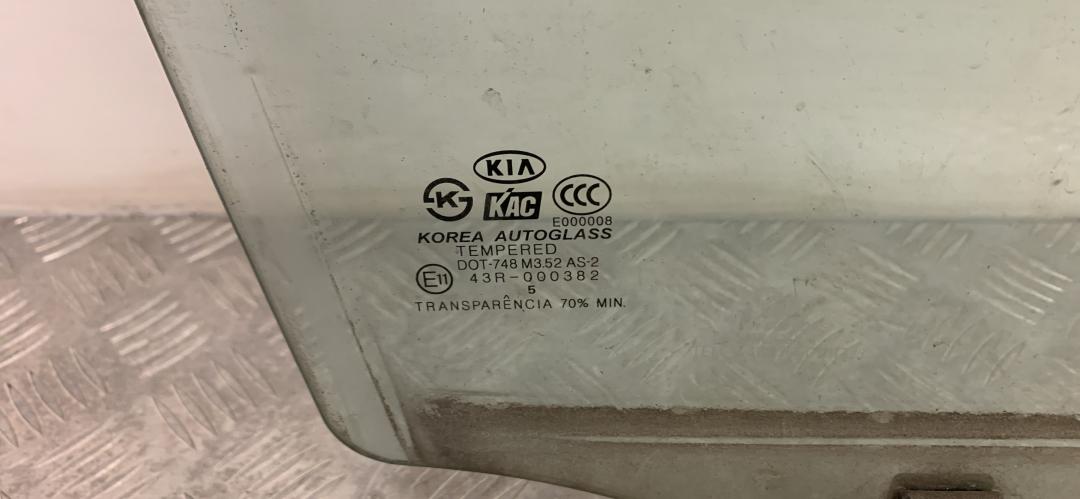 KIA
K KAC CCC
E000008
KOREA AUTOGLASS
TEMPERED
DOT-748 M3.52 AS-2
E11 43R-000382
5
TRANSPARÊNCIA 70% MIN.